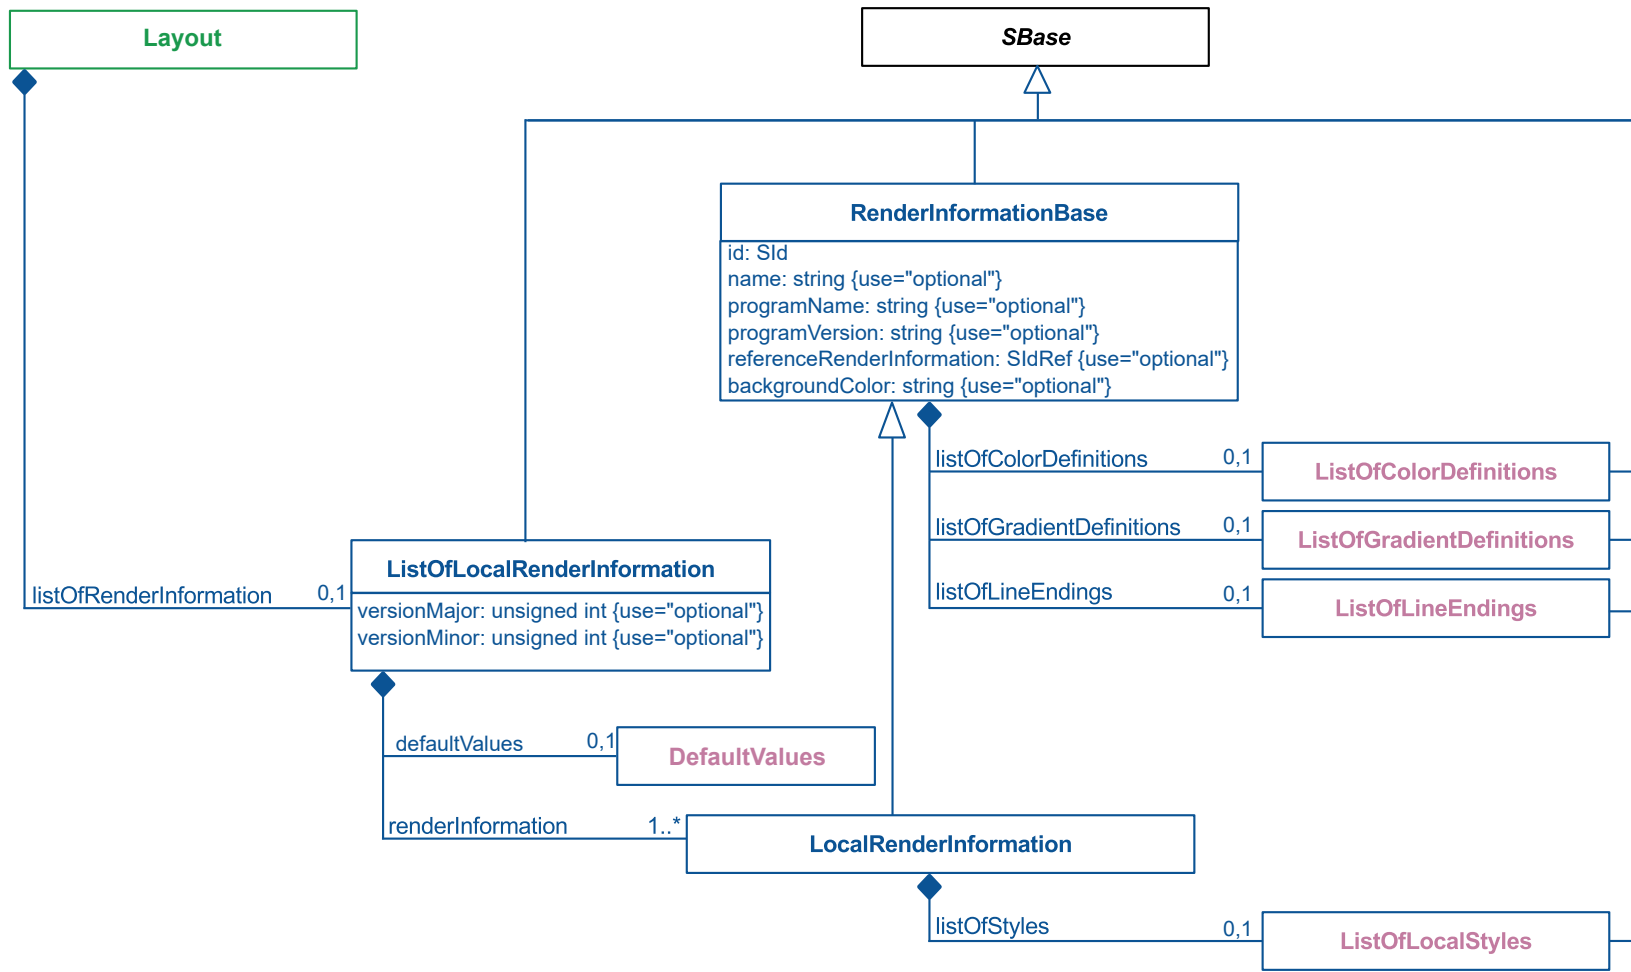 Layout
SBase
RenderInformationBase
id: SId
name: string {use="optional"}
programName: string {use="optional"}
programVersion: string {use="optional"}
referenceRenderInformation: SIdRef {use="optional"}
backgroundColor: string {use="optional"}
listOfColorDefinitions 0,1
ListOfColorDefinitions
listOfGradientDefinitions 0,1
ListOfGradientDefinitions
listOfLineEndings 0,1
ListOfLineEndings
listOfRenderInformation 0,1
ListOfLocalRenderInformation
versionMajor: unsigned int {use="optional"}
versionMinor: unsigned int {use="optional"}
defaultValues 0,1
DefaultValues
renderInformation 1..*
LocalRenderInformation
listOfStyles 0,1
ListOfLocalStyles